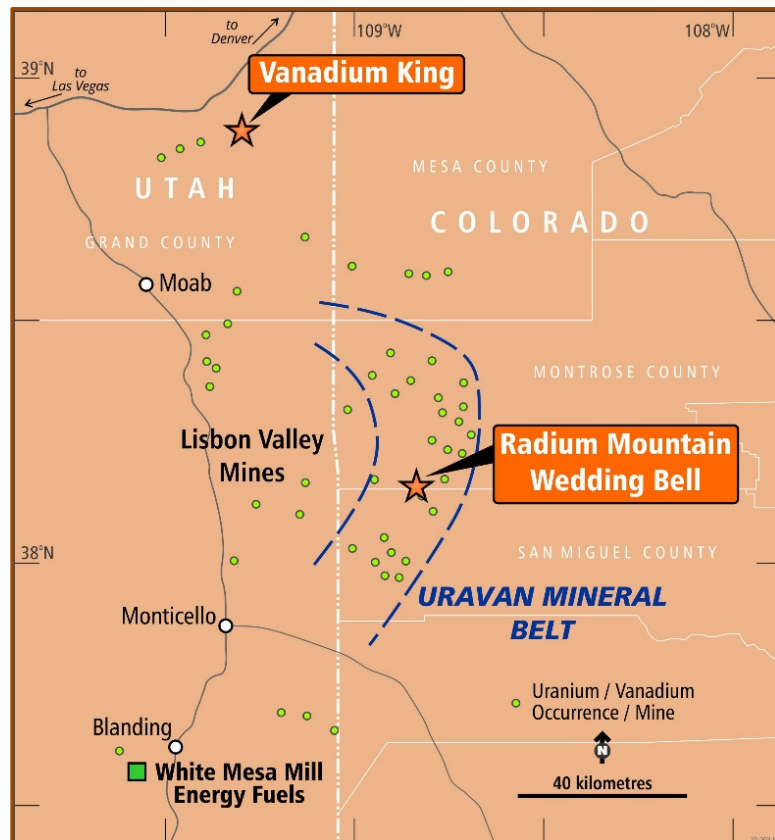 to
Denver
109°W
108°W
39°N
to
Las Vegas
Vanadium King
MESA COUNTY
UTAH
COLORADO
GRAND COUNTY
Moab
MONTROSE COUNTY
Lisbon Valley
Mines
Radium Mountain
Wedding Bell
38°N
SAN MIGUEL COUNTY
URAVAN MINERAL
BELT
Monticello
Uranium / Vanadium
Occurrence / Mine
N
Blanding
White Mesa Mill
Energy Fuels
40 kilometres